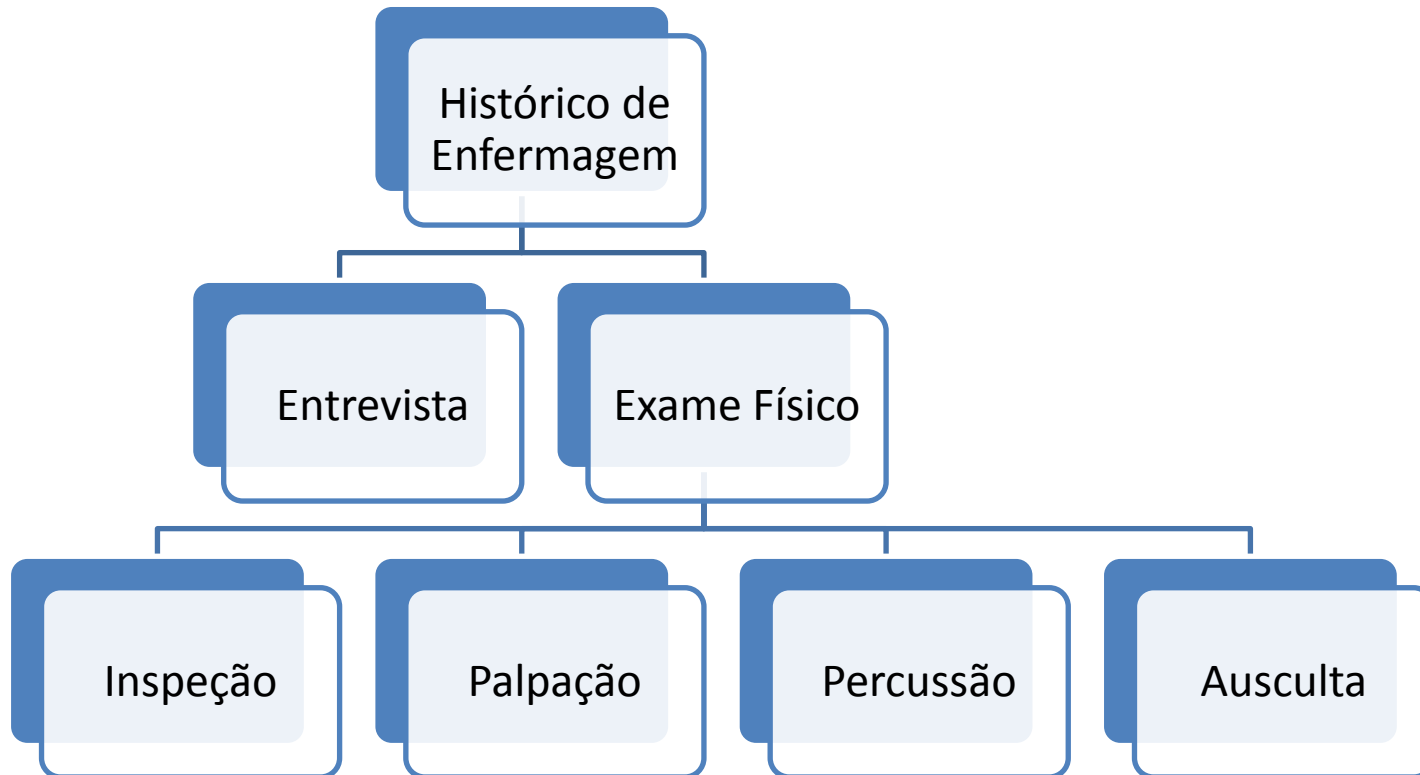 Histórico de
Enfermagem
Entrevista
Exame Físico
Inspeção
Palpação
Percussão
Ausculta